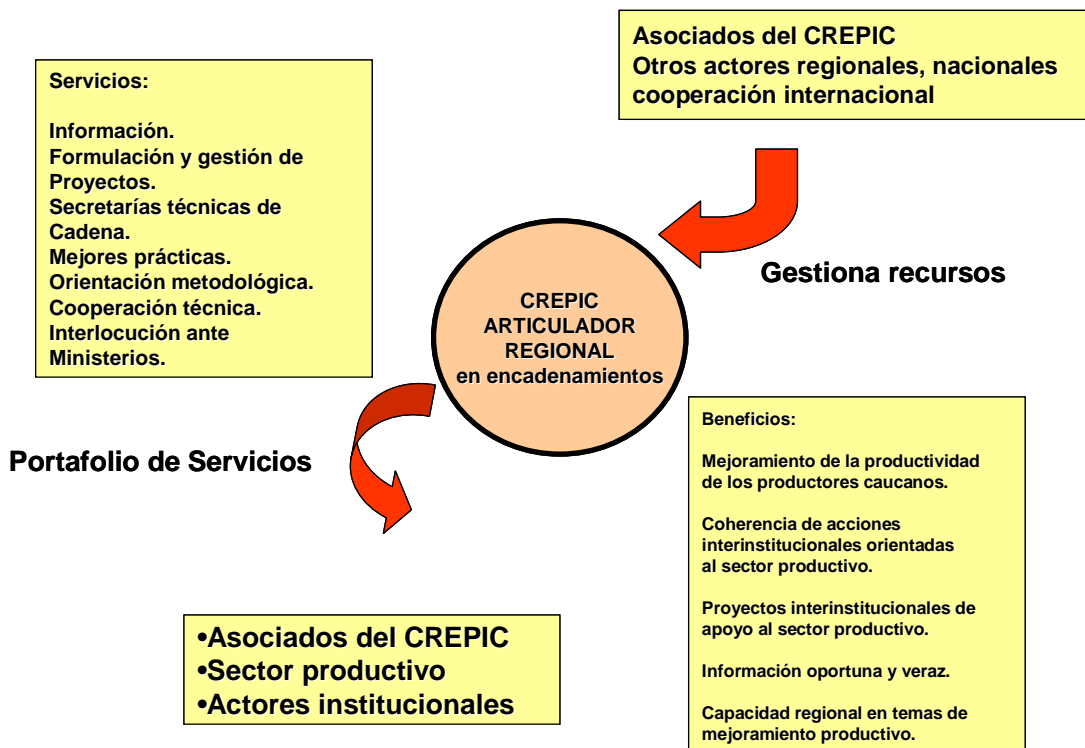 Asociados del CREPIC
Otros actores regionales, nacionales
cooperación internacional
Servicios:
Información.
Formulación y gestión de
Proyectos.
Secretarías técnicas de
Cadena.
Mejores prácticas.
Orientación metodológica.
Cooperación técnica.
Interlocución ante
Ministerios.
Gestiona recursos
CREPIC
ARTICULADOR
REGIONAL
en encadenamientos
Portafolio de Servicios
Beneficios:
Mejoramiento de la productividad
de los productores caucanos.
Coherencia de acciones
interinstitucionales orientadas
al sector productivo.
Proyectos interinstitucionales de
apoyo al sector productivo.
Información oportuna y veraz.
Capacidad regional en temas de
mejoramiento productivo.
•Asociados del CREPIC
•Sector productivo
•Actores institucionales